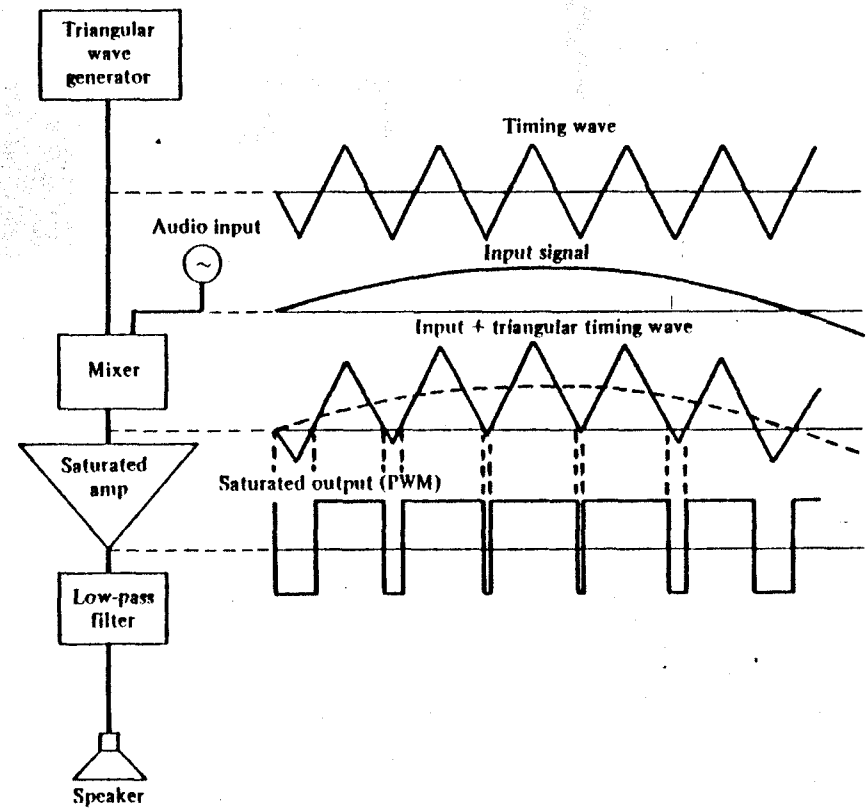 Triangular
wave
generator
Timing wave
Audio input
Input signal
Input + triangular timing wave
Mixer
Saturated
amp
Saturated output (PWM)
Low-pass
filter
Speaker